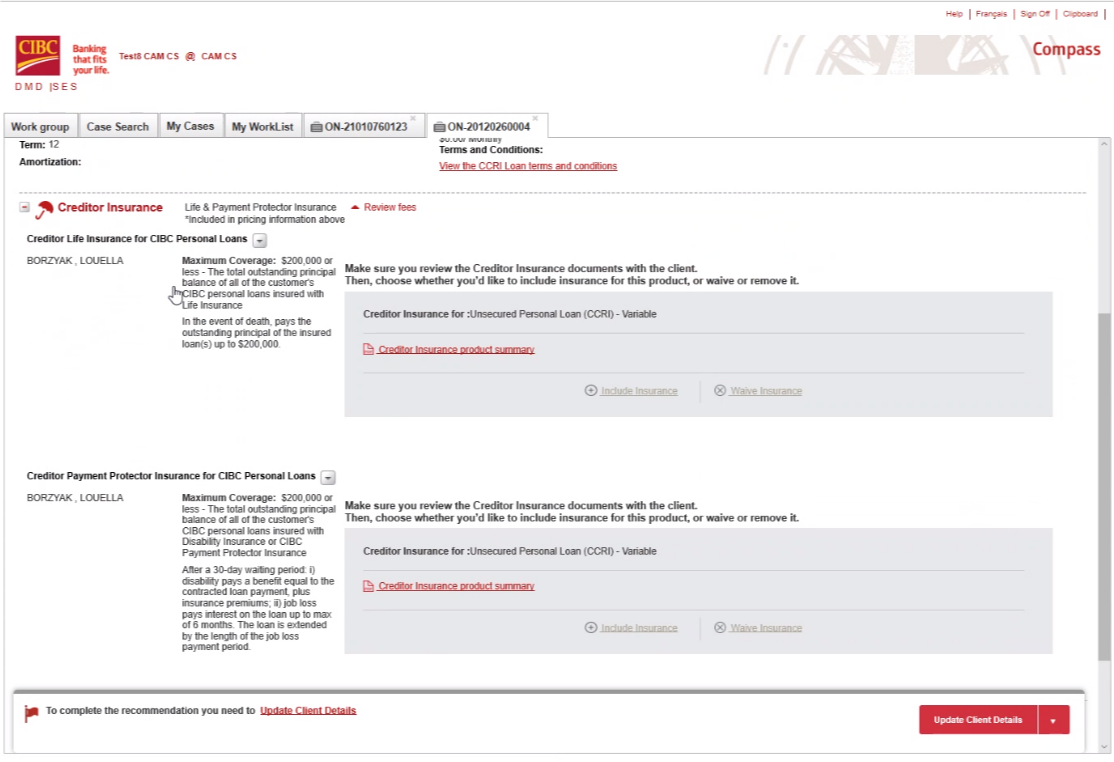 Help | Français | Sign Off | Clipboard |
CIBC
Banking
that fits
your life.
Test8 CAM CS @ CAM CS
Compass
DMD |SES
Work group
Case Search
My Cases
My WorkList
ON-21010760123
ON-20120260004
Term: 12
$0.00/ Monthly
Amortization:
Terms and Conditions:
View the CCRI Loan terms and conditions
Creditor Insurance
Life & Payment Protector Insurance
*Included in pricing information above
Review fees
Creditor Life Insurance for CIBC Personal Loans
BORZYAK , LOUELLA
Maximum Coverage: $200,000 or
less - The total outstanding principal
balance of all of the customer's
CIBC personal loans insured with
Life Insurance
In the event of death, pays the
outstanding principal of the insured
loan(s) up to $200,000.
Make sure you review the Creditor Insurance documents with the client.
Then, choose whether you'd like to include insurance for this product, or waive or remove it.
Creditor Insurance for :Unsecured Personal Loan (CCRI) - Variable
Creditor Insurance product summary
Include Insurance
Waive Insurance
Creditor Payment Protector Insurance for CIBC Personal Loans
BORZYAK , LOUELLA
Maximum Coverage: $200,000 or
less - The total outstanding principal
balance of all of the customer's
CIBC personal loans insured with
Disability Insurance or CIBC
Payment Protector Insurance
After a 30-day waiting period: i)
disability pays a benefit equal to the
contracted loan payment, plus
insurance premiums; ii) job loss
pays interest on the loan up to max
of 6 months. The loan is extended
by the length of the job loss
payment period.
Make sure you review the Creditor Insurance documents with the client.
Then, choose whether you'd like to include insurance for this product, or waive or remove it.
Creditor Insurance for :Unsecured Personal Loan (CCRI) - Variable
Creditor Insurance product summary
Include Insurance
Waive Insurance
To complete the recommendation you need to Update Client Details
Update Client Details